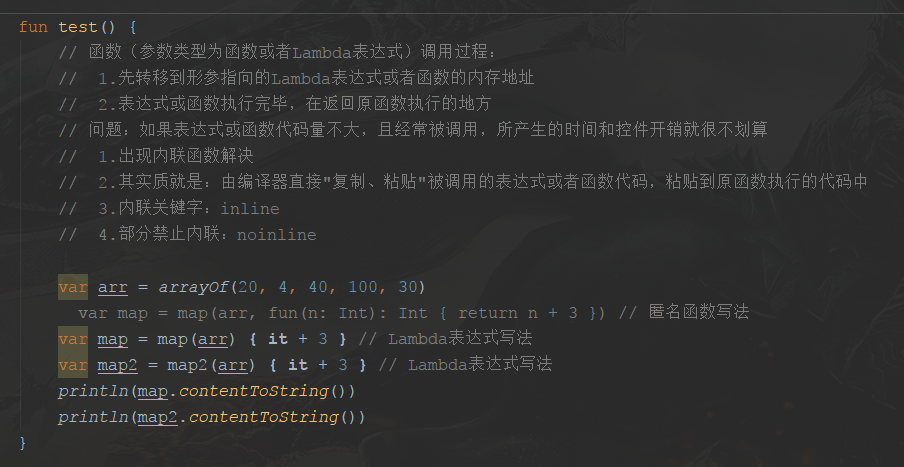 fun test() {
// 函数（参数类型为函数或者Lambda表达式）调用过程：
// 1.先转移到形参指向的Lambda表达式或者函数的内存地址
// 2.表达式或函数执行完毕，在返回原函数执行的地方
// 问题：如果表达式或函数代码量不大，且经常被调用，所产生的时间和控件开销就很不划算
// 1.出现内联函数解决
// 2.其实质就是：由编译器直接"复制、粘贴"被调用的表达式或者函数代码，粘贴到原函数执行的代码中
// 3.内联关键字：inline
// 4.部分禁止内联：noinline
var arr = arrayOf(20, 4, 40, 100, 30)
var map = map(arr, fun(n: Int): Int { return n + 3 }) // 匿名函数写法
var map = map(arr) { it + 3 } // Lambda表达式写法
var map2 = map2(arr) { it + 3 } // Lambda表达式写法
println(map.contentToString())
println(map2.contentToString())
}